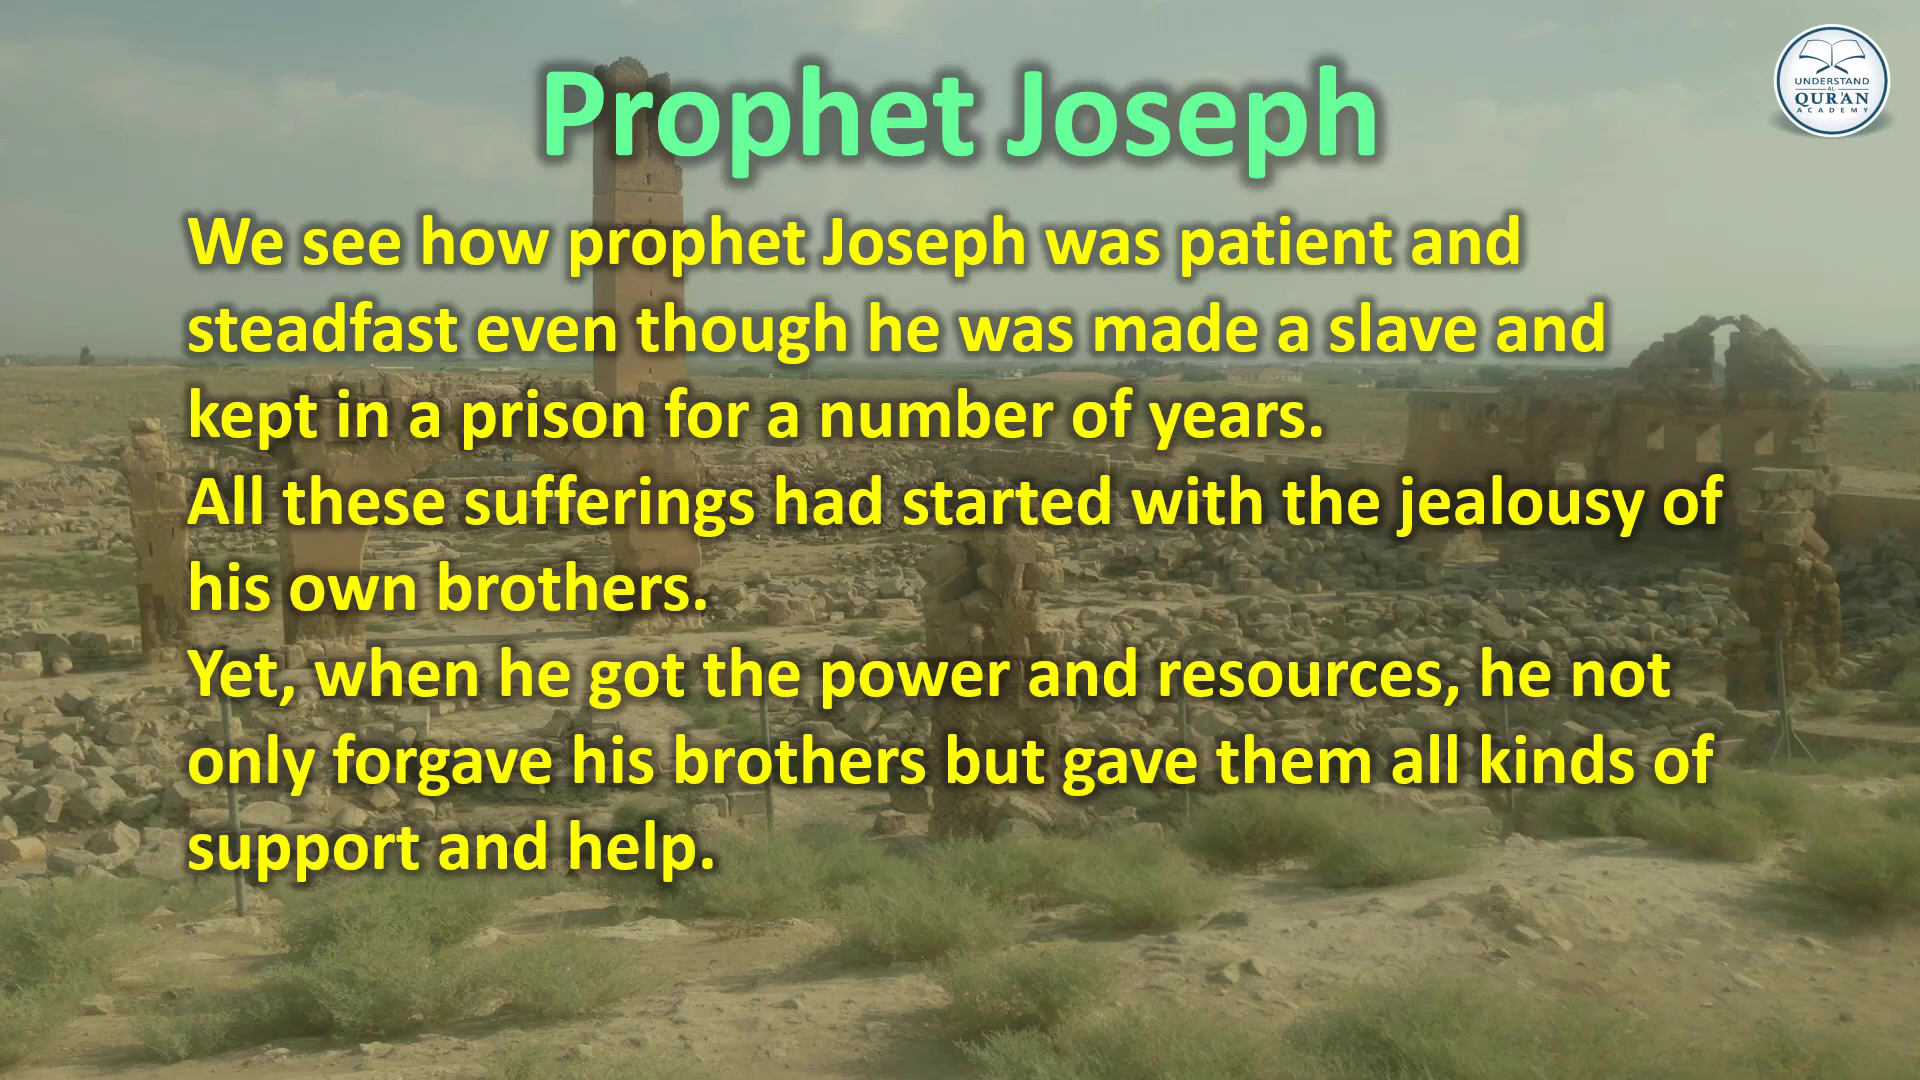 Prophet Joseph
UNDERSTAND
AL
QUR'AN
ACADEMY
We see how prophet Joseph was patient and
steadfast even though he was made a slave and
kept in a prison for a number of years.
All these sufferings had started with the jealousy of
his own brothers.
Yet, when he got the power and resources, he not
only forgave his brothers but gave them all kinds of
support and help.